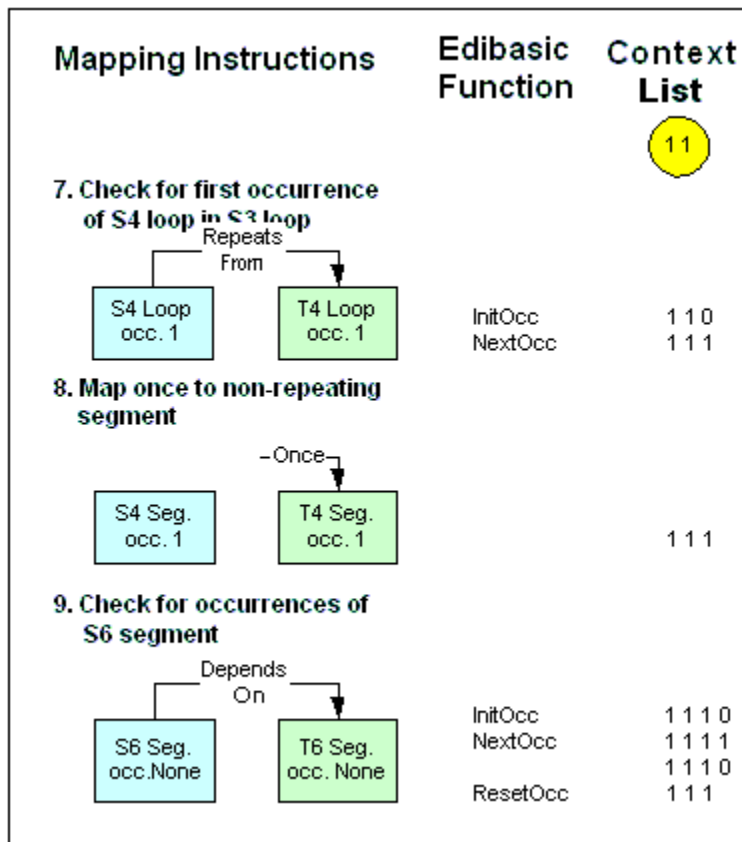 Mapping Instructions
Edibasic Function
Context List
11
7. Check for first occurrence
of S4 loop in S3 loop
Repeats
From
S4 Loop
occ. 1
T4 Loop
occ. 1
InitOcc 1 1 0
NextOcc 1 1 1
8. Map once to non-repeating
segment
Once
S4 Seg.
occ. 1
T4 Seg.
occ. 1
1 1 1
9. Check for occurrences of
S6 segment
Depends
On
S6 Seg.
occ.None
T6 Seg.
occ. None
InitOcc 1 1 1 0
NextOcc 1 1 1 1
1 1 1 0
ResetOcc 1 1 1